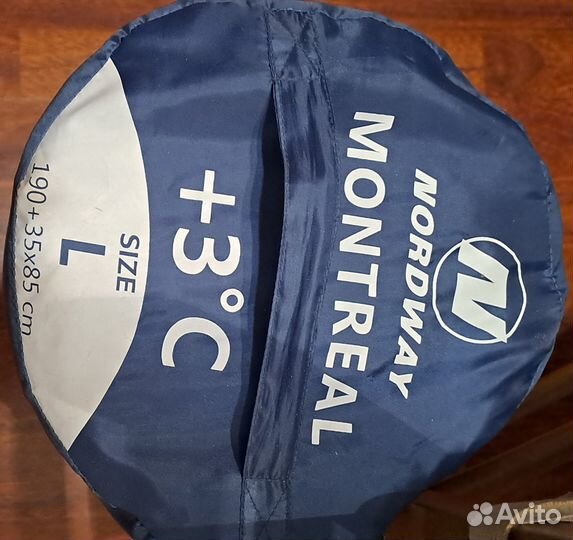 NORDWAY
MONTREAL
+3°C
SIZE
L
190+35x85 cm
Avito